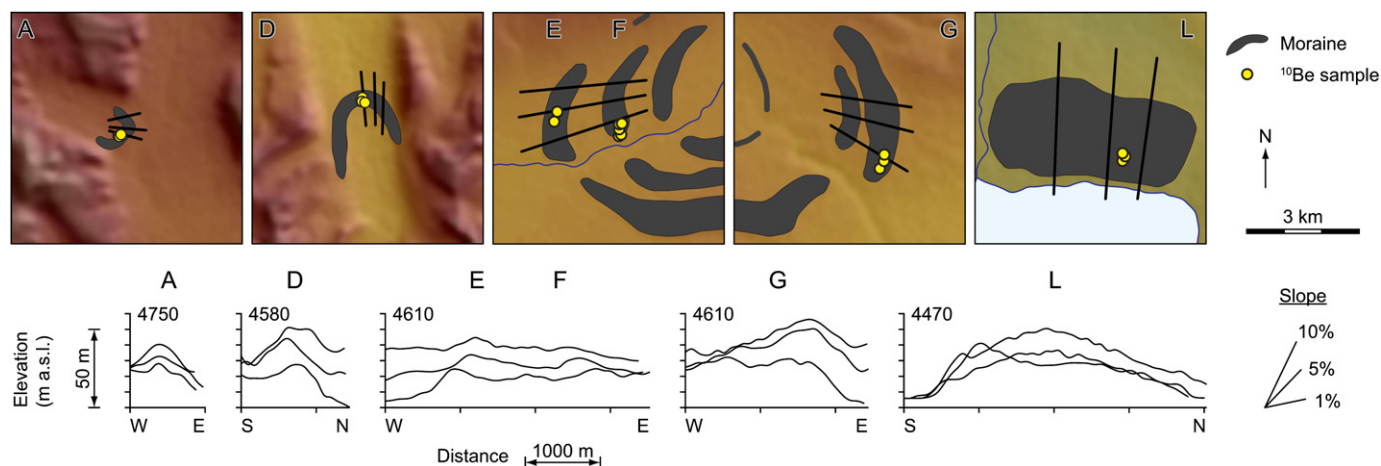 A
D
E F
G
L
Moraine
¹⁰Be sample
N
3 km
A
D
E F
G
L
4750
4580
4610
4610
4470
Elevation
(m a.s.l.)
50 m
W E
S N
W E
W E
S N
Distance
1000 m
Slope
10%
5%
1%